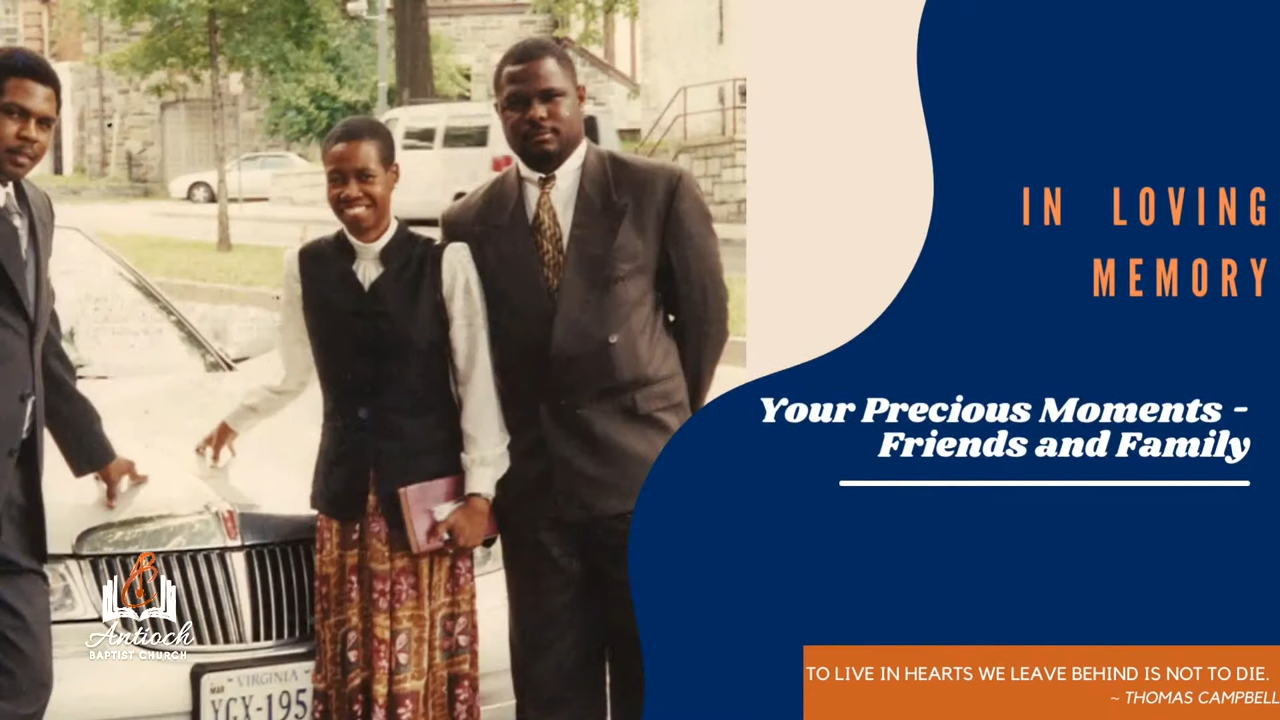 IN LOVING
MEMORY
Your Precious Moments -
Friends and Family
Antioch
BAPTIST CHURCH
VIRGINIA
MAR
YGX-195
TO LIVE IN HEARTS WE LEAVE BEHIND IS NOT TO DIE.
~ THOMAS CAMPBELL